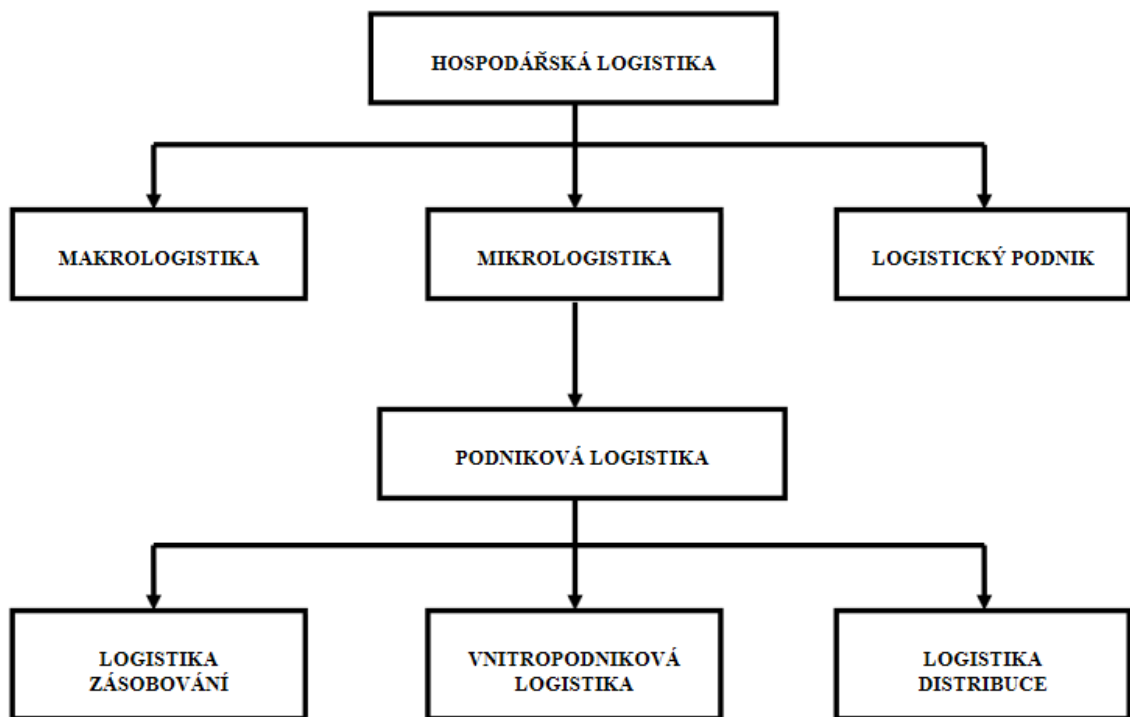 HOSPODÁŘSKÁ LOGISTIKA
MAKROLOGISTIKA
MIKROLOGISTIKA
LOGISTICKÝ PODNIK
PODNIKOVÁ LOGISTIKA
LOGISTIKA
ZÁSOBOVÁNÍ
VNITROPODNIKOVÁ
LOGISTIKA
LOGISTIKA
DISTRIBUCE